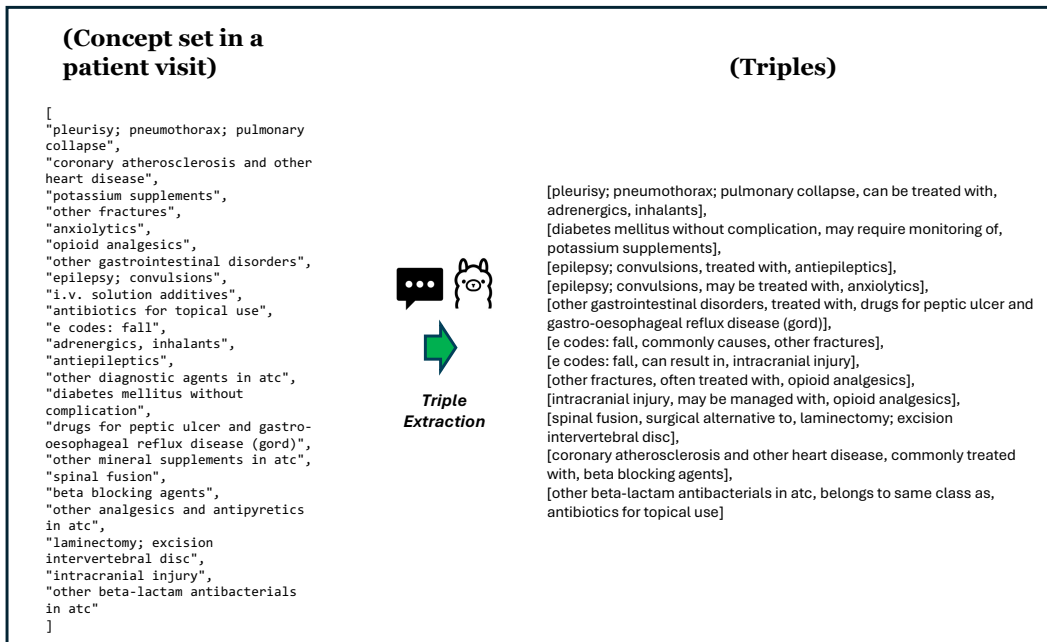 (Concept set in a
patient visit)
[
"pleurisy; pneumothorax; pulmonary
collapse",
"coronary atherosclerosis and other
heart disease",
"potassium supplements",
"other fractures",
"anxiolytics",
"opioid analgesics",
"other gastrointestinal disorders",
"epilepsy; convulsions",
"i.v. solution additives",
"antibiotics for topical use",
"e codes: fall",
"adrenergics, inhalants",
"antiepileptics",
"other diagnostic agents in atc",
"diabetes mellitus without
complication",
"drugs for peptic ulcer and gastro-
oesophageal reflux disease (gord)",
"other mineral supplements in atc",
"spinal fusion",
"beta blocking agents",
"other analgesics and antipyretics
in atc",
"laminectomy; excision
intervertebral disc",
"intracranial injury",
"other beta-lactam antibacterials
in atc"
]
Triple
Extraction
(Triples)
[pleurisy; pneumothorax; pulmonary collapse, can be treated with,
adrenergics, inhalants],
[diabetes mellitus without complication, may require monitoring of,
potassium supplements],
[epilepsy; convulsions, treated with, antiepileptics],
[epilepsy; convulsions, may be treated with, anxiolytics],
[other gastrointestinal disorders, treated with, drugs for peptic ulcer and
gastro-oesophageal reflux disease (gord)],
[e codes: fall, commonly causes, other fractures],
[e codes: fall, can result in, intracranial injury],
[other fractures, often treated with, opioid analgesics],
[intracranial injury, may be managed with, opioid analgesics],
[spinal fusion, surgical alternative to, laminectomy; excision
intervertebral disc],
[coronary atherosclerosis and other heart disease, commonly treated
with, beta blocking agents],
[other beta-lactam antibacterials in atc, belongs to same class as,
antibiotics for topical use]